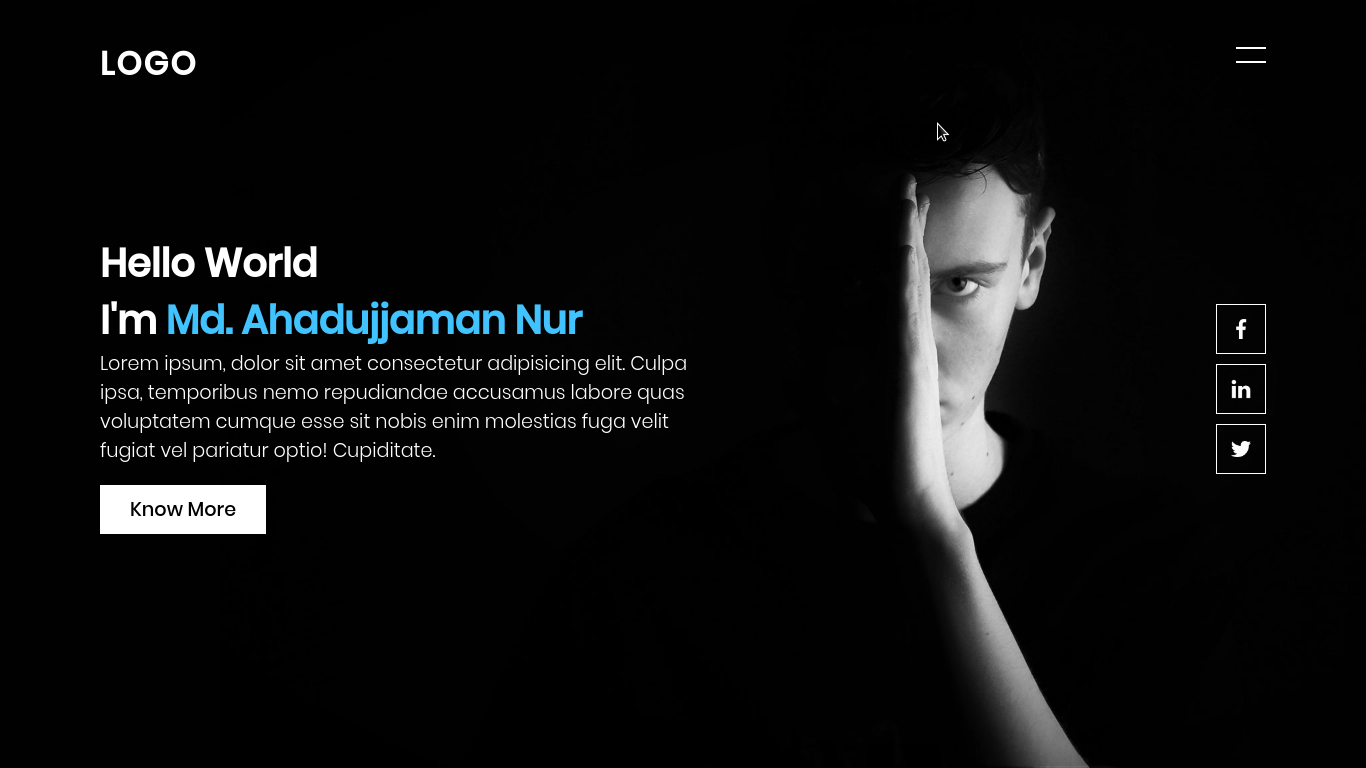 LOGO
Hello World
I'm Md. Ahadujjaman Nur
Lorem ipsum, dolor sit amet consectetur adipisicing elit. Culpa
ipsa, temporibus nemo repudiandae accusamus labore quas
voluptatem cumque esse sit nobis enim molestias fuga velit
fugiat vel pariatur optio! Cupiditate.
Know More